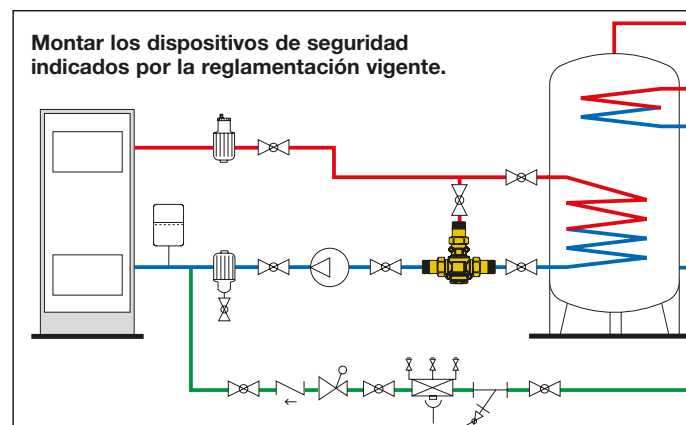 Montar los dispositivos de seguridad
indicados por la reglamentación vigente.